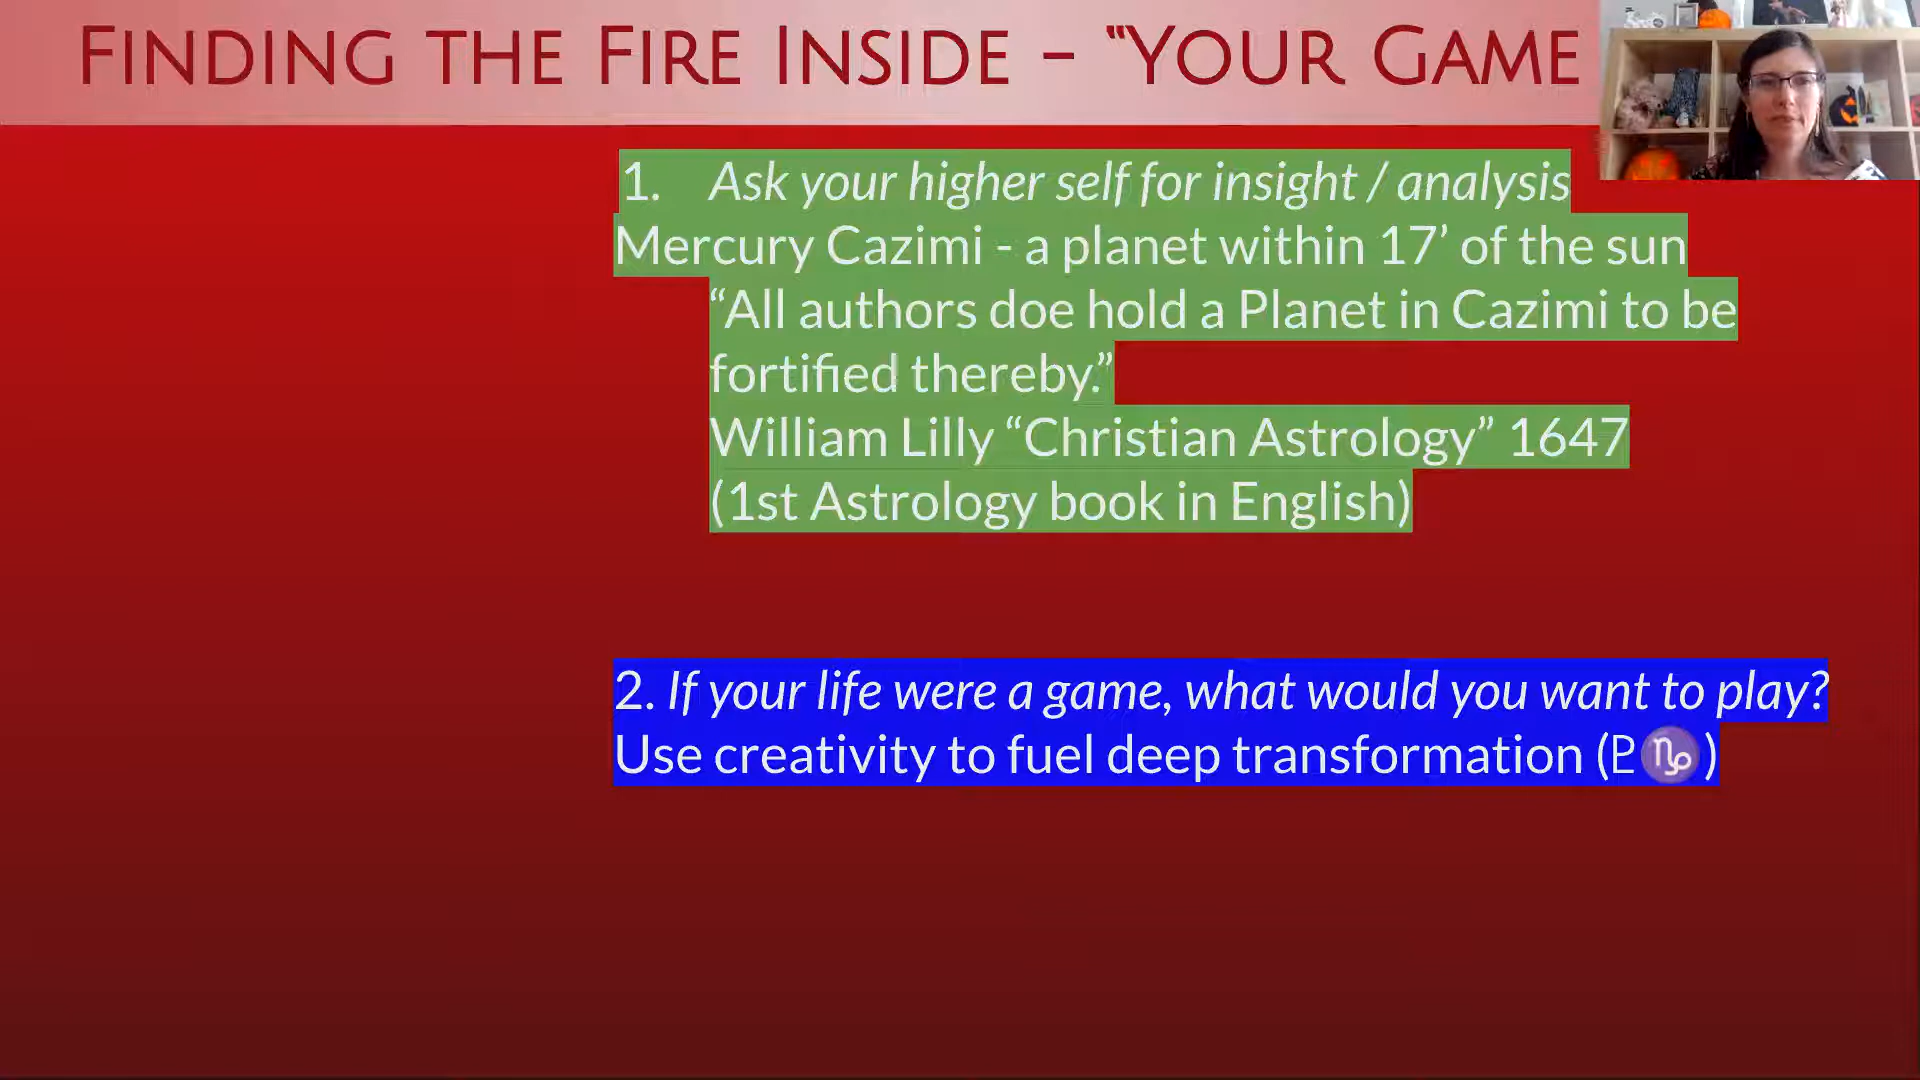 FINDING THE FIRE INSIDE - “YOUR GAME
1. Ask your higher self for insight / analysis
Mercury Cazimi - a planet within 17’ of the sun
“All authors doe hold a Planet in Cazimi to be
fortified thereby.”
William Lilly “Christian Astrology” 1647
(1st Astrology book in English)
2. If your life were a game, what would you want to play?
Use creativity to fuel deep transformation (♇♑)